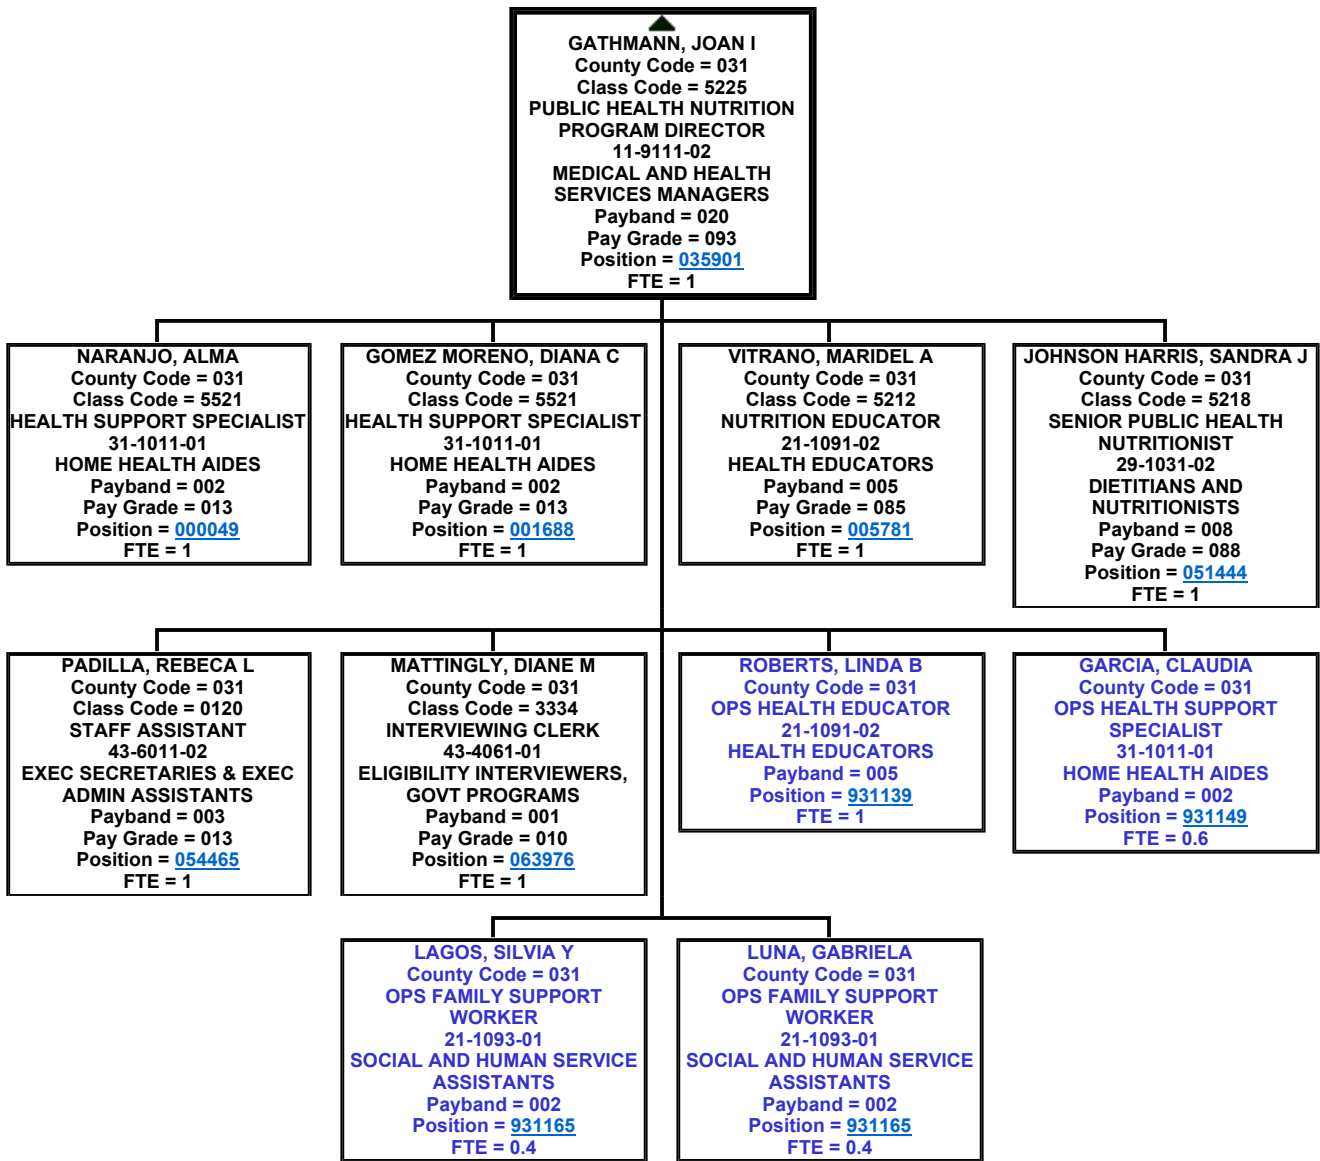 GATHMANN, JOAN I
County Code = 031
Class Code = 5225
PUBLIC HEALTH NUTRITION
PROGRAM DIRECTOR
11-9111-02
MEDICAL AND HEALTH
SERVICES MANAGERS
Payband = 020
Pay Grade = 093
Position = 035901
FTE = 1
NARANJO, ALMA
County Code = 031
Class Code = 5521
HEALTH SUPPORT SPECIALIST
31-1011-01
HOME HEALTH AIDES
Payband = 002
Pay Grade = 013
Position = 000049
FTE = 1
GOMEZ MORENO, DIANA C
County Code = 031
Class Code = 5521
HEALTH SUPPORT SPECIALIST
31-1011-01
HOME HEALTH AIDES
Payband = 002
Pay Grade = 013
Position = 001688
FTE = 1
VITRANO, MARIDEL A
County Code = 031
Class Code = 5212
NUTRITION EDUCATOR
21-1091-02
HEALTH EDUCATORS
Payband = 005
Pay Grade = 085
Position = 005781
FTE = 1
JOHNSON HARRIS, SANDRA J
County Code = 031
Class Code = 5218
SENIOR PUBLIC HEALTH
NUTRITIONIST
29-1031-02
DIETITIANS AND
NUTRITIONISTS
Payband = 008
Pay Grade = 088
Position = 051444
FTE = 1
PADILLA, REBECA L
County Code = 031
Class Code = 0120
STAFF ASSISTANT
43-6011-02
EXEC SECRETARIES & EXEC
ADMIN ASSISTANTS
Payband = 003
Pay Grade = 013
Position = 054465
FTE = 1
MATTINGLY, DIANE M
County Code = 031
Class Code = 3334
INTERVIEWING CLERK
43-4061-01
ELIGIBILITY INTERVIEWERS,
GOVT PROGRAMS
Payband = 001
Pay Grade = 010
Position = 063976
FTE = 1
ROBERTS, LINDA B
County Code = 031
OPS HEALTH EDUCATOR
21-1091-02
HEALTH EDUCATORS
Payband = 005
Position = 931139
FTE = 1
GARCIA, CLAUDIA
County Code = 031
OPS HEALTH SUPPORT
SPECIALIST
31-1011-01
HOME HEALTH AIDES
Payband = 002
Position = 931149
FTE = 0.6
LAGOS, SILVIA Y
County Code = 031
OPS FAMILY SUPPORT
WORKER
21-1093-01
SOCIAL AND HUMAN SERVICE
ASSISTANTS
Payband = 002
Position = 931165
FTE = 0.4
LUNA, GABRIELA
County Code = 031
OPS FAMILY SUPPORT
WORKER
21-1093-01
SOCIAL AND HUMAN SERVICE
ASSISTANTS
Payband = 002
Position = 931165
FTE = 0.4